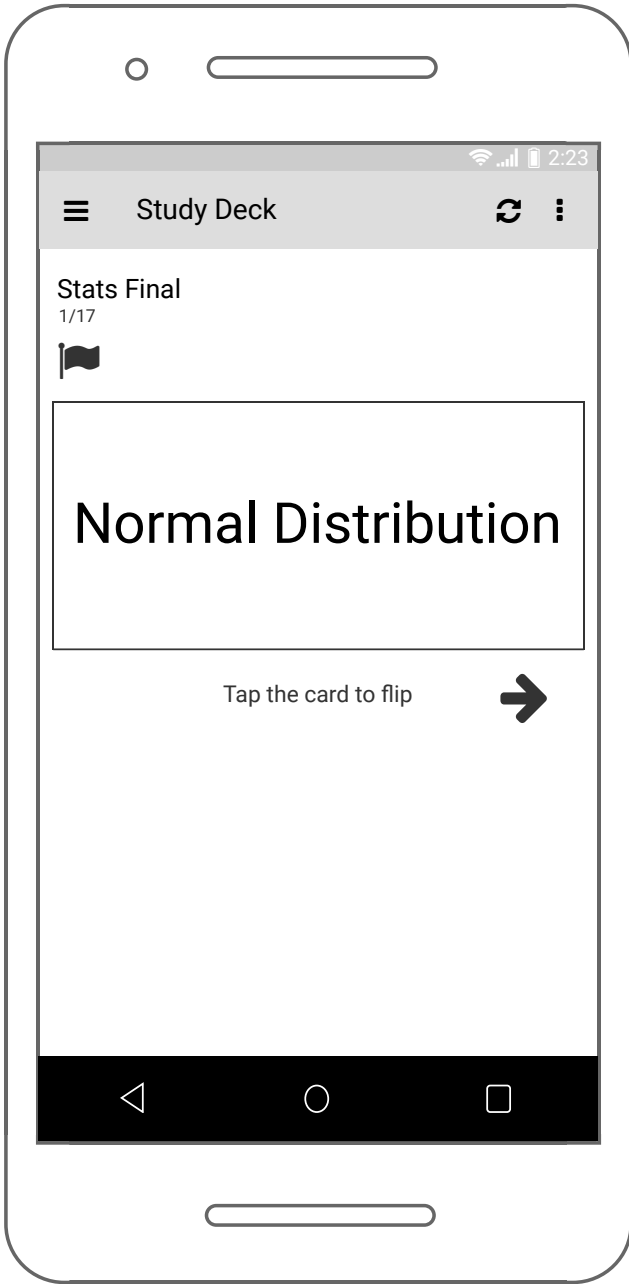 2:23
Study Deck
Stats Final
1/17
Normal Distribution
Tap the card to flip